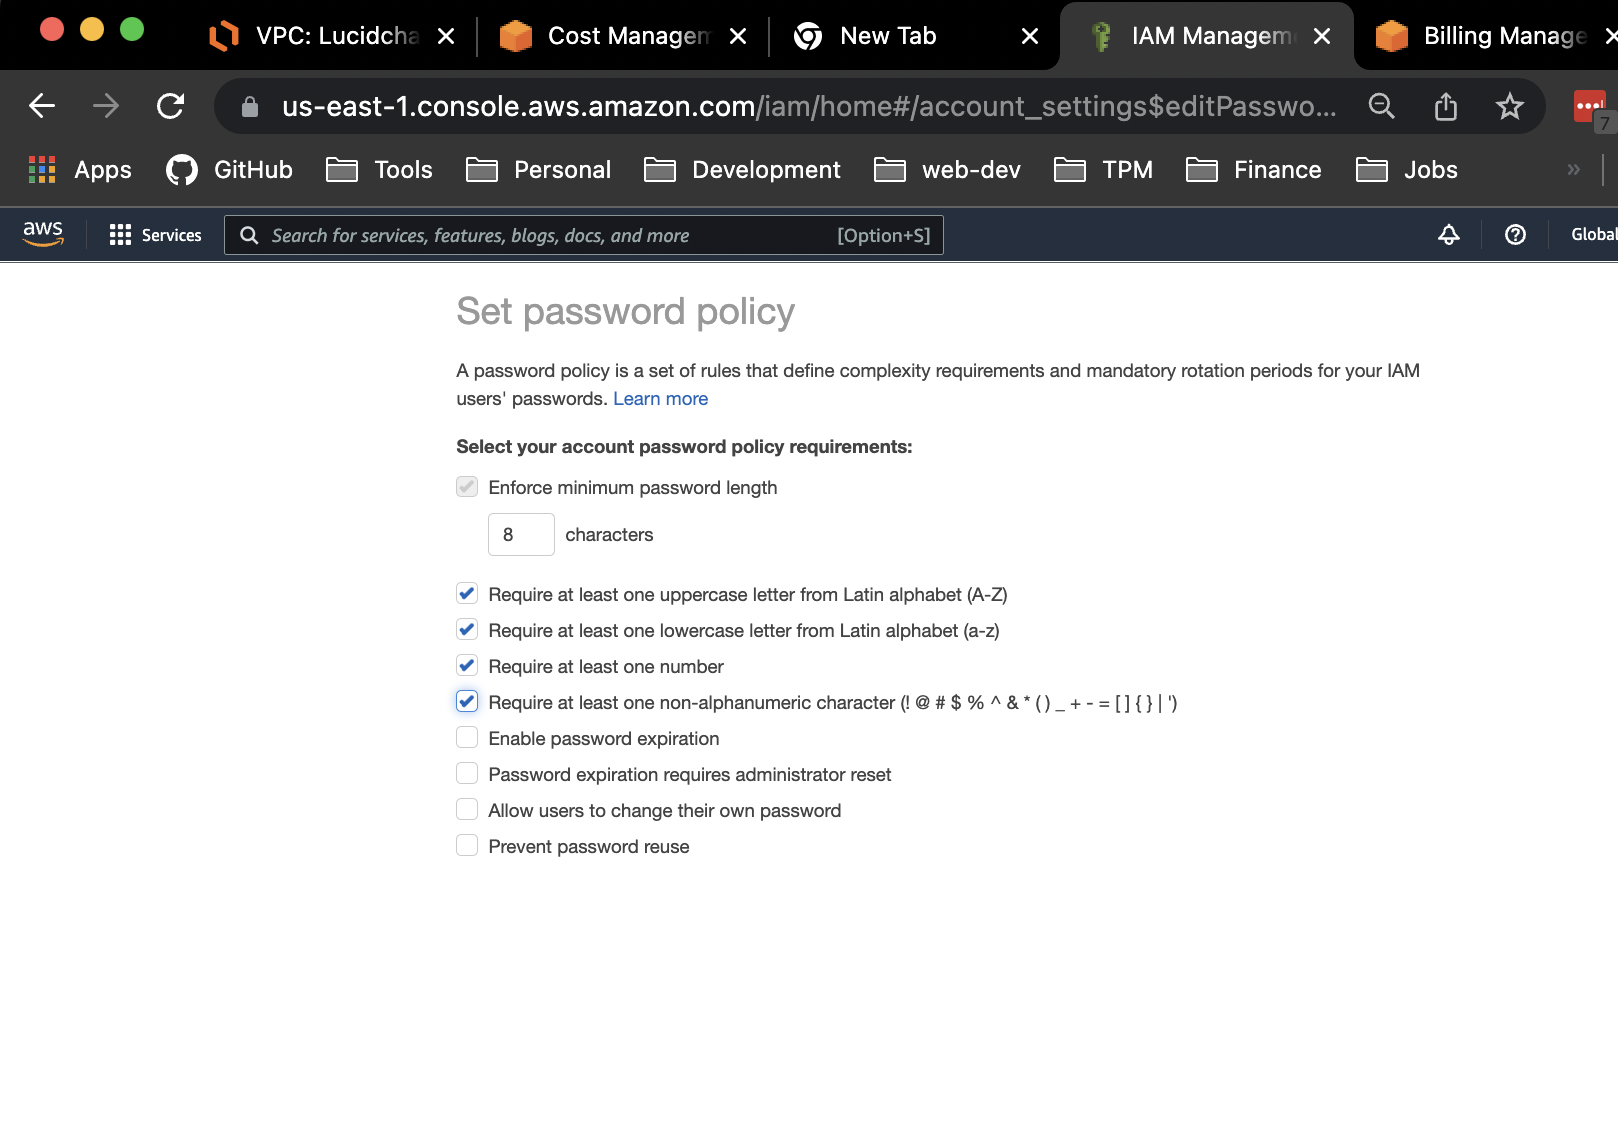 VPC: Lucidcha
Cost Managem
New Tab
IAM Managem
Billing Manage
us-east-1.console.aws.amazon.com/iam/home#/account_settings$editPasswo...
7
Apps
GitHub
Tools
Personal
Development
web-dev
TPM
Finance
Jobs
»
aws
Services
Search for services, features, blogs, docs, and more
[Option+S]
Global
Set password policy
A password policy is a set of rules that define complexity requirements and mandatory rotation periods for your IAM
users' passwords. Learn more
Select your account password policy requirements:
Enforce minimum password length
8 characters
Require at least one uppercase letter from Latin alphabet (A-Z)
Require at least one lowercase letter from Latin alphabet (a-z)
Require at least one number
Require at least one non-alphanumeric character (! @ # $ % ^ & * ( ) _ + - = [ ] { } | ')
Enable password expiration
Password expiration requires administrator reset
Allow users to change their own password
Prevent password reuse